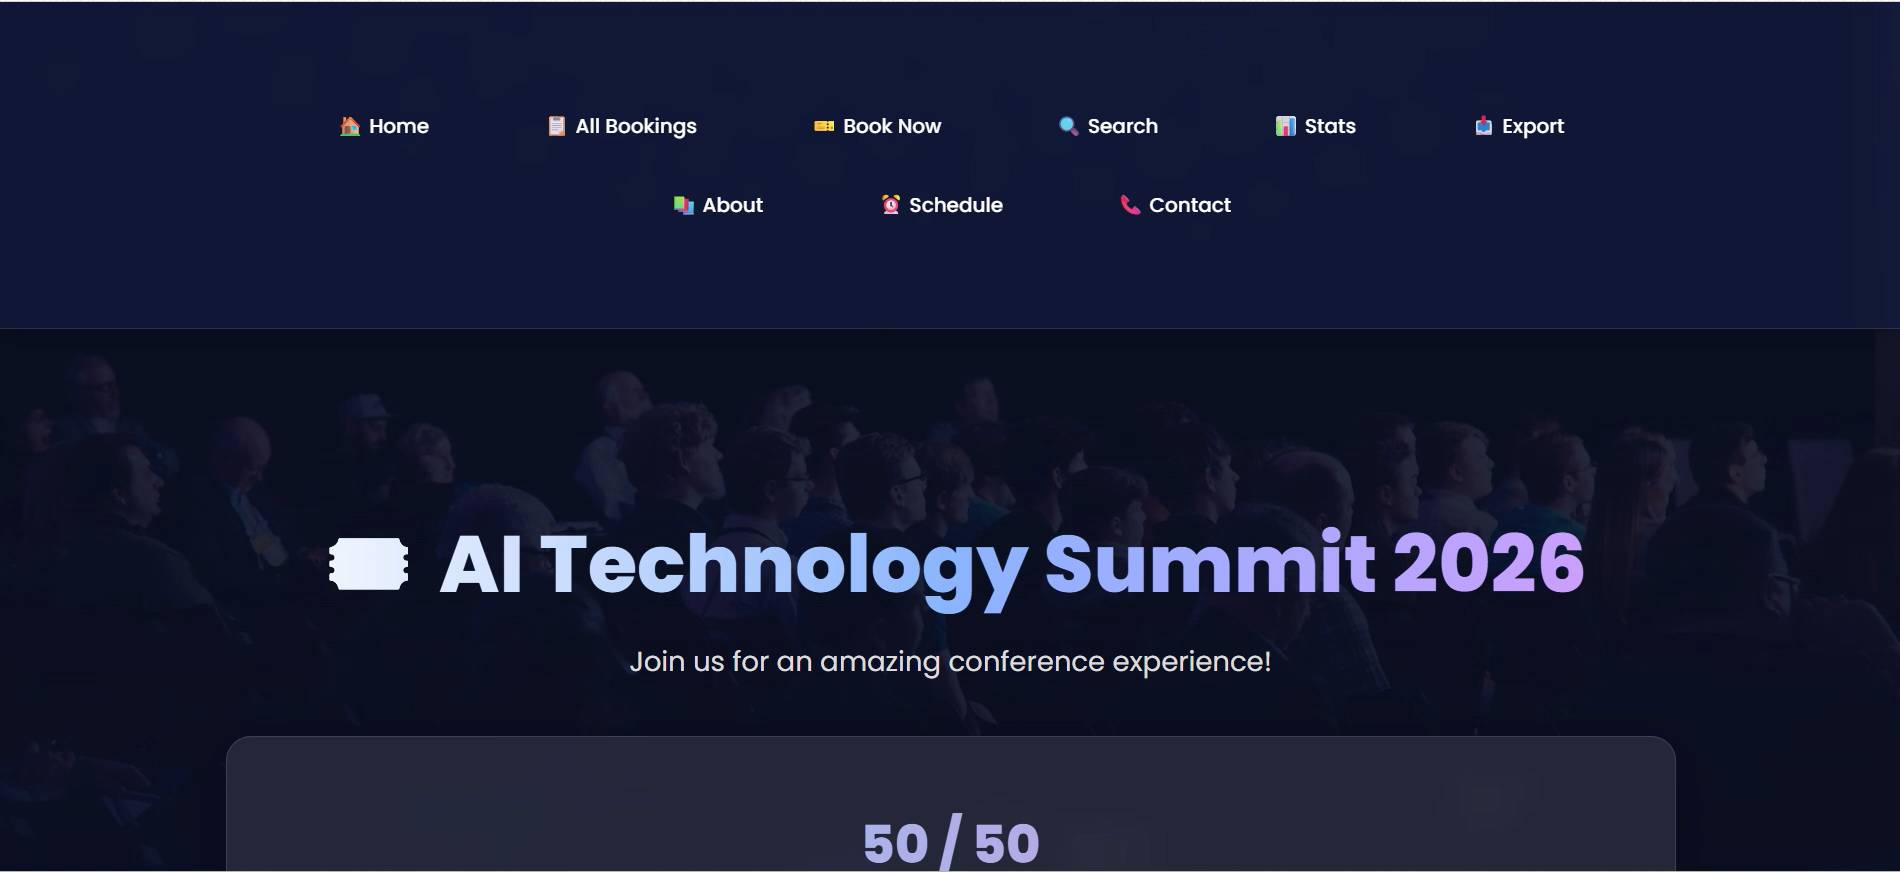 Home All Bookings Book Now Search Stats Export
About Schedule Contact
AI Technology Summit 2026
Join us for an amazing conference experience!
50 / 50